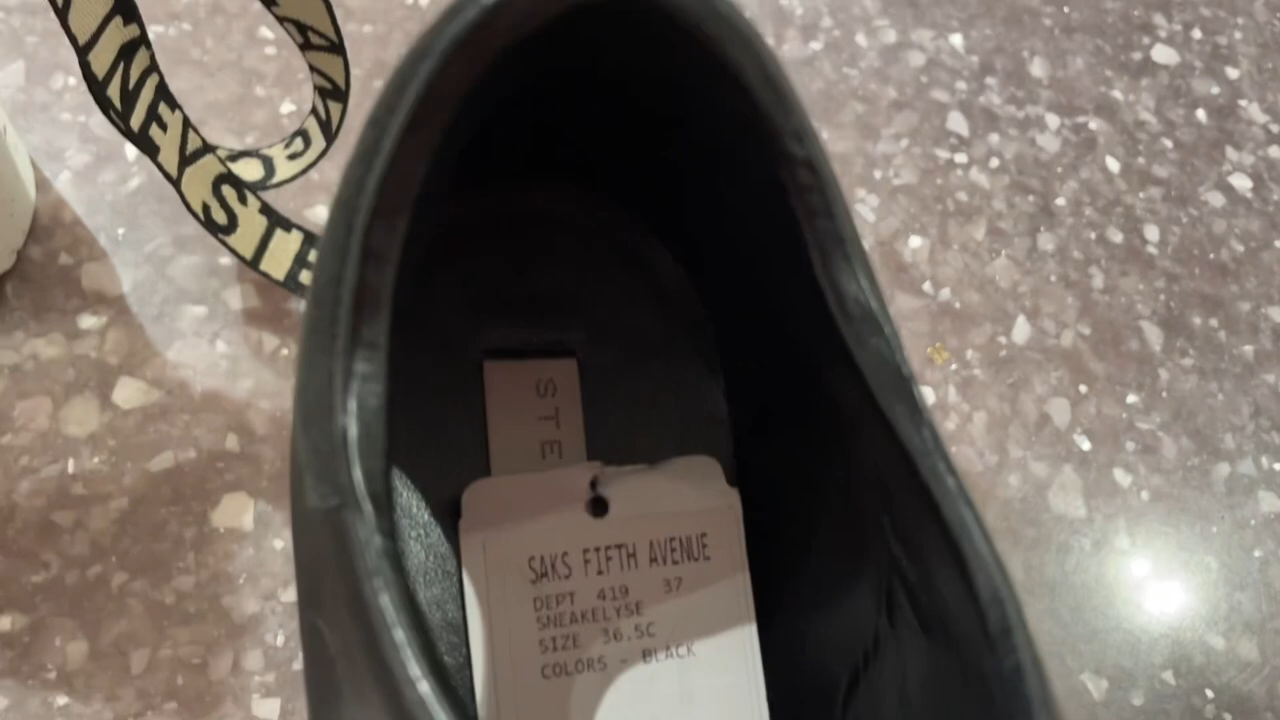 STE
SAKS FIFTH AVENUE
DEPT 419 37
SNEAKELYSE
SIZE 36.5C
COLORS - BLACK